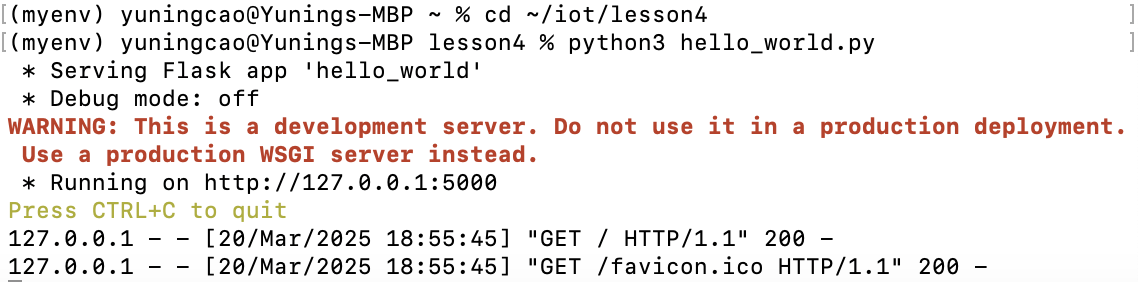 [(myenv) yuningcao@Yunings-MBP ~ % cd ~/iot/lesson4 ]
[(myenv) yuningcao@Yunings-MBP lesson4 % python3 hello_world.py ]
 * Serving Flask app 'hello_world'
 * Debug mode: off
WARNING: This is a development server. Do not use it in a production deployment.
 Use a production WSGI server instead.
 * Running on http://127.0.0.1:5000
Press CTRL+C to quit
127.0.0.1 - - [20/Mar/2025 18:55:45] "GET / HTTP/1.1" 200 -
127.0.0.1 - - [20/Mar/2025 18:55:45] "GET /favicon.ico HTTP/1.1" 200 -